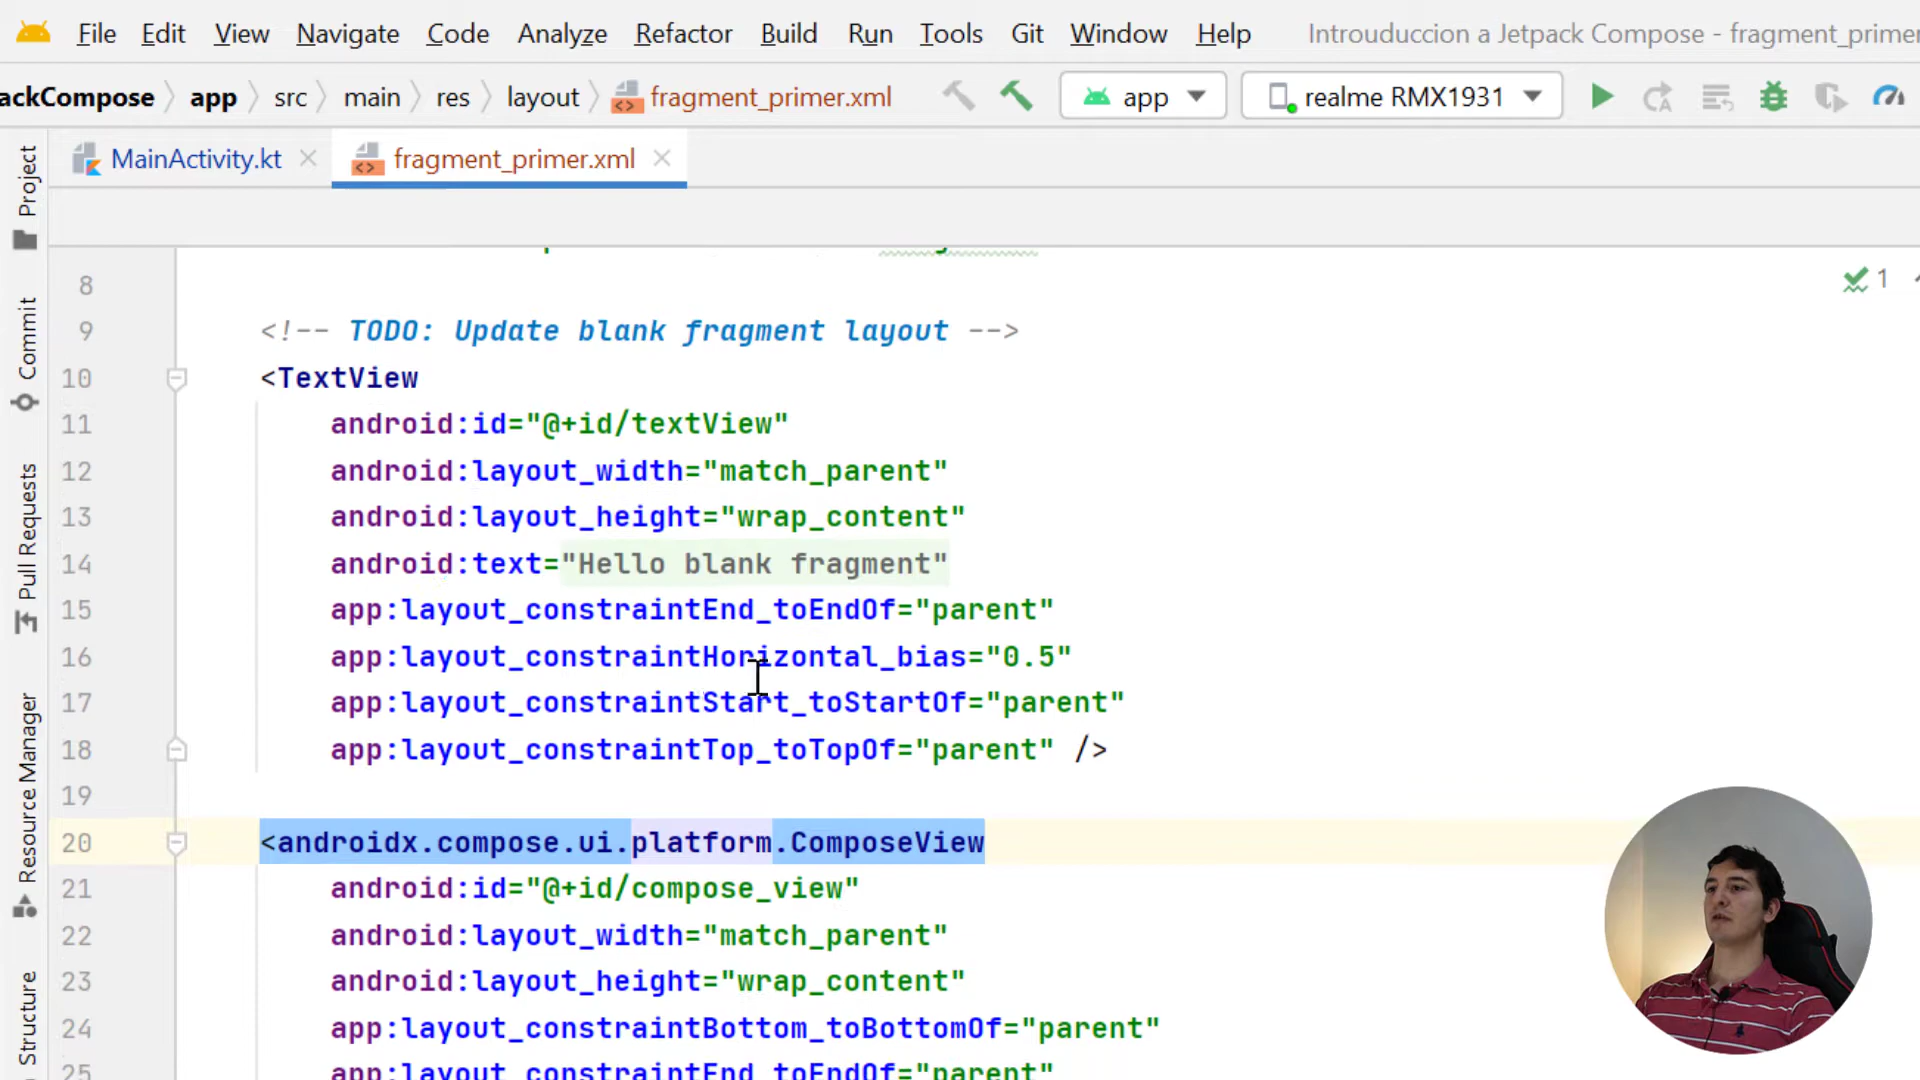 File Edit View Navigate Code Analyze Refactor Build Run Tools Git Window Help Introuduccion a Jetpack Compose - fragment_primer
ackCompose app src main res layout fragment_primer.xml app realme RMX1931
MainActivity.kt fragment_primer.xml
Project
Commit
Pull Requests
Resource Manager
Structure
1
8
9 <!-- TODO: Update blank fragment layout -->
10 <TextView
11 android:id="@+id/textView"
12 android:layout_width="match_parent"
13 android:layout_height="wrap_content"
14 android:text="Hello blank fragment"
15 app:layout_constraintEnd_toEndOf="parent"
16 app:layout_constraintHorizontal_bias="0.5"
17 app:layout_constraintStart_toStartOf="parent"
18 app:layout_constraintTop_toTopOf="parent" />
19
20 <androidx.compose.ui.platform.ComposeView
21 android:id="@+id/compose_view"
22 android:layout_width="match_parent"
23 android:layout_height="wrap_content"
24 app:layout_constraintBottom_toBottomOf="parent"
25 app:layout_constraintEnd_toEndOf="parent"